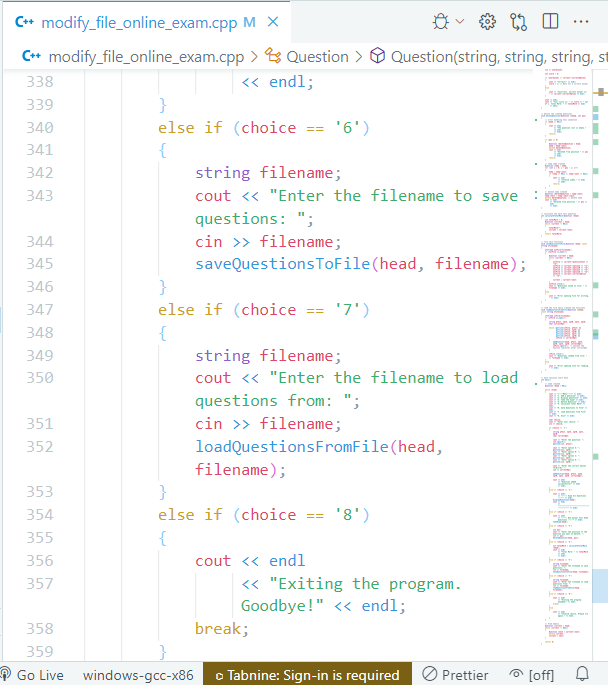 modify_file_online_exam.cpp M
modify_file_online_exam.cpp > Question > Question(string, string, string, s
338 << endl;
339 }
340 else if (choice == '6')
341 {
342 string filename;
343 cout << "Enter the filename to save
questions: ";
344 cin >> filename;
345 saveQuestionsToFile(head, filename);
346 }
347 else if (choice == '7')
348 {
349 string filename;
350 cout << "Enter the filename to load
questions from: ";
351 cin >> filename;
352 loadQuestionsFromFile(head,
filename);
353 }
354 else if (choice == '8')
355 {
356 cout << endl
357 << "Exiting the program.
Goodbye!" << endl;
358 break;
359 }
Go Live windows-gcc-x86 Tabnine: Sign-in is required Prettier [off]